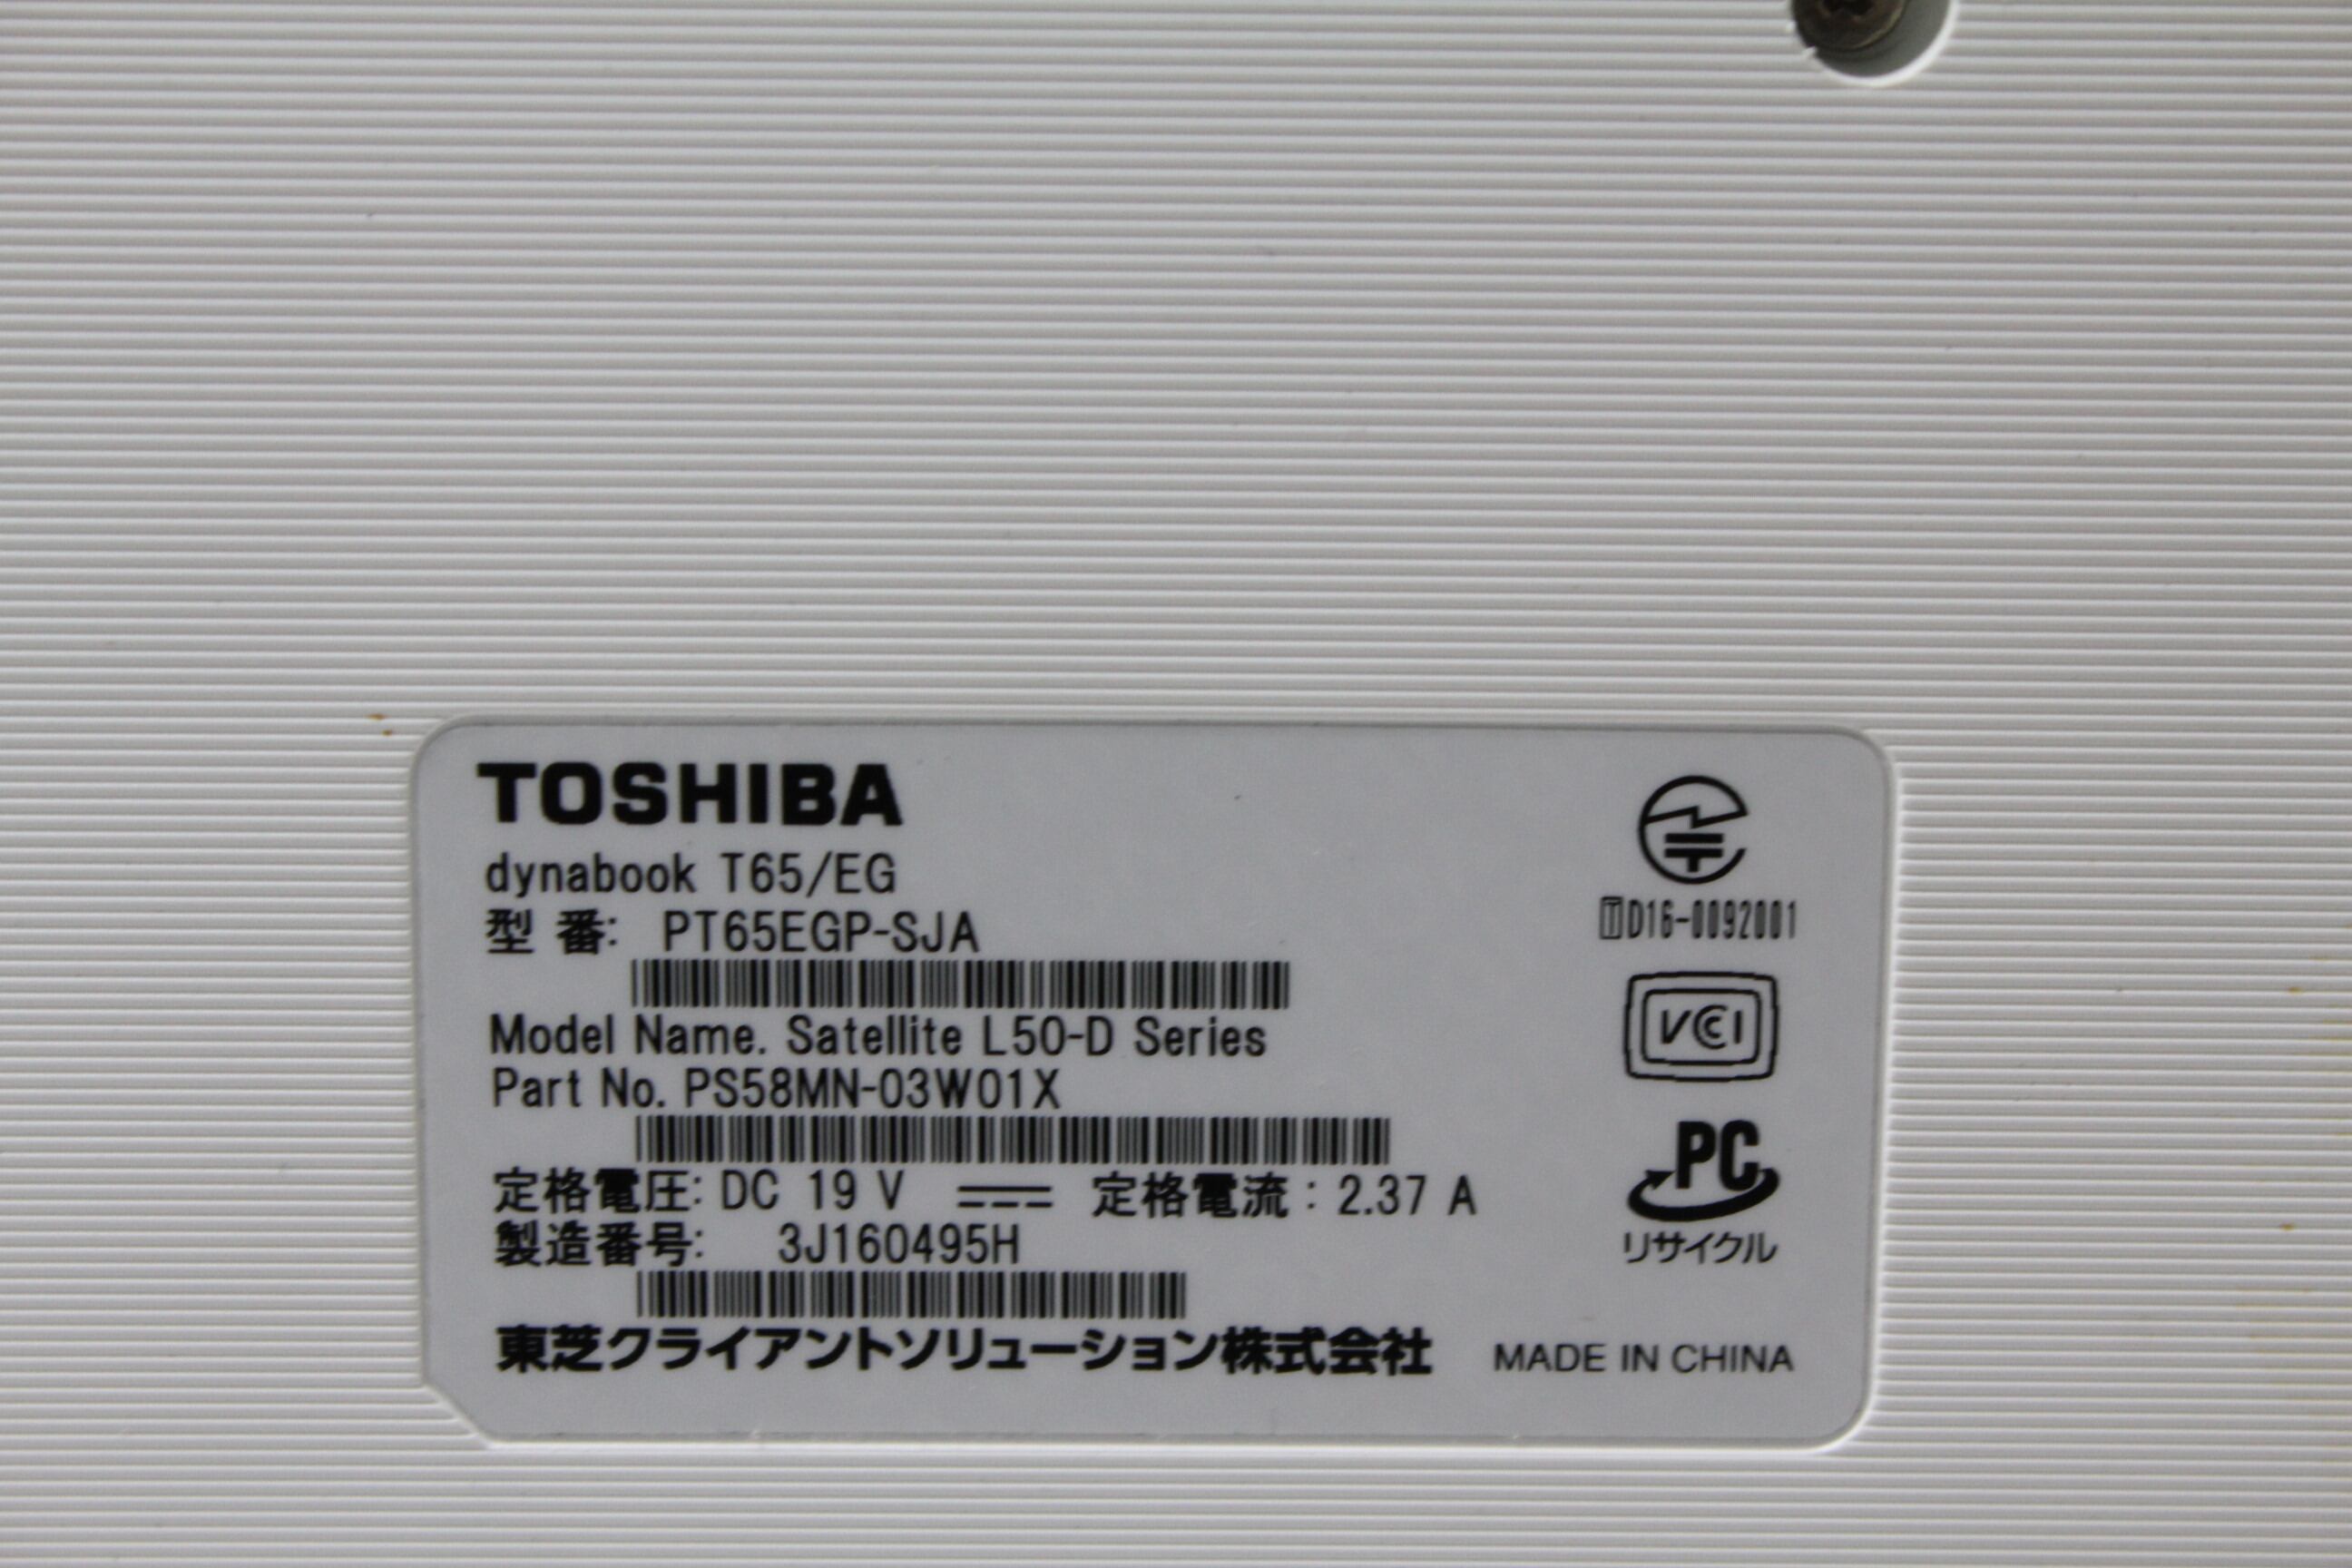 TOSHIBA
dynabook T65/EG
型 番: PT65EGP-SJA
Model Name. Satellite L50-D Series
Part No. PS58MN-03W01X
定格電圧: DC 19 V ⎓ 定格電流: 2.37 A
製造番号: 3J160495H
東芝クライアントソリューション株式会社
MADE IN CHINA
🅃D16-0092001
VCCI
PC
リサイクル